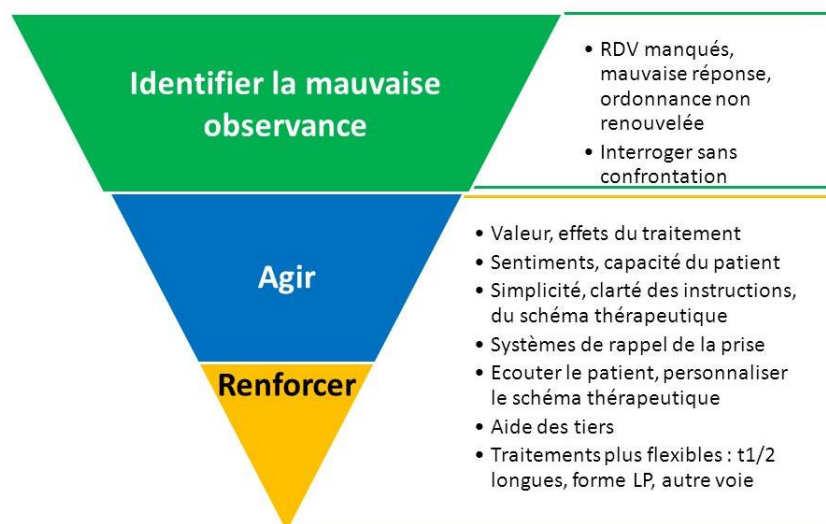 Identifier la mauvaise
observance
• RDV manqués,
mauvaise réponse,
ordonnance non
renouvelée
• Interroger sans
confrontation
Agir
Renforcer
• Valeur, effets du traitement
• Sentiments, capacité du patient
• Simplicité, clarté des instructions,
du schéma thérapeutique
• Systèmes de rappel de la prise
• Ecouter le patient, personnaliser
le schéma thérapeutique
• Aide des tiers
• Traitements plus flexibles : t1/2
longues, forme LP, autre voie